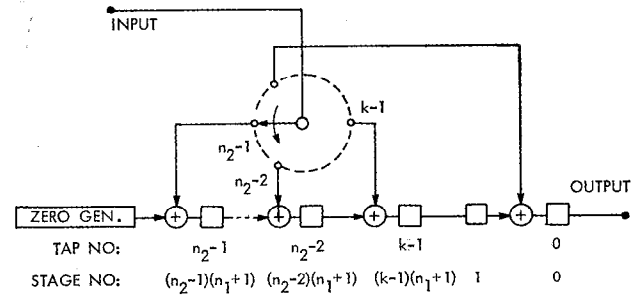 INPUT
k-1
n₂-1
n₂-2
OUTPUT
ZERO GEN.
TAP NO: n₂-1 n₂-2 k-1 0
STAGE NO: (n₂-1)(n₁+1) (n₂-2)(n₁+1) (k-1)(n₁+1) 1 0